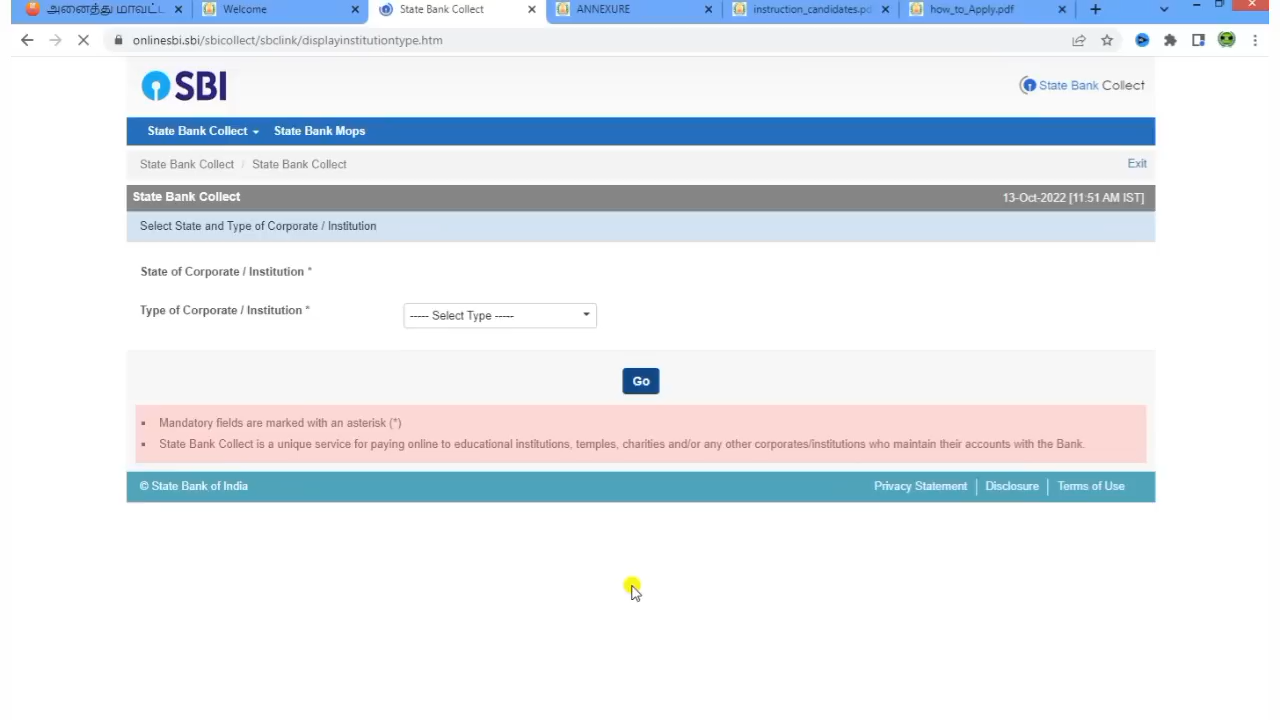 அனைத்து மாவட்ட
Welcome
State Bank Collect
ANNEXURE
instruction_candidates.pd
how_to_Apply.pdf
onlinesbi.sbi/sbicollect/sbclink/displayinstitutiontype.htm
SBI
State Bank Collect
State Bank Collect State Bank Mops
State Bank Collect / State Bank Collect
Exit
State Bank Collect
13-Oct-2022 [11:51 AM IST]
Select State and Type of Corporate / Institution
State of Corporate / Institution *
Type of Corporate / Institution *
----- Select Type -----
Go
Mandatory fields are marked with an asterisk (*)
State Bank Collect is a unique service for paying online to educational institutions, temples, charities and/or any other corporates/institutions who maintain their accounts with the Bank.
© State Bank of India
Privacy Statement | Disclosure | Terms of Use